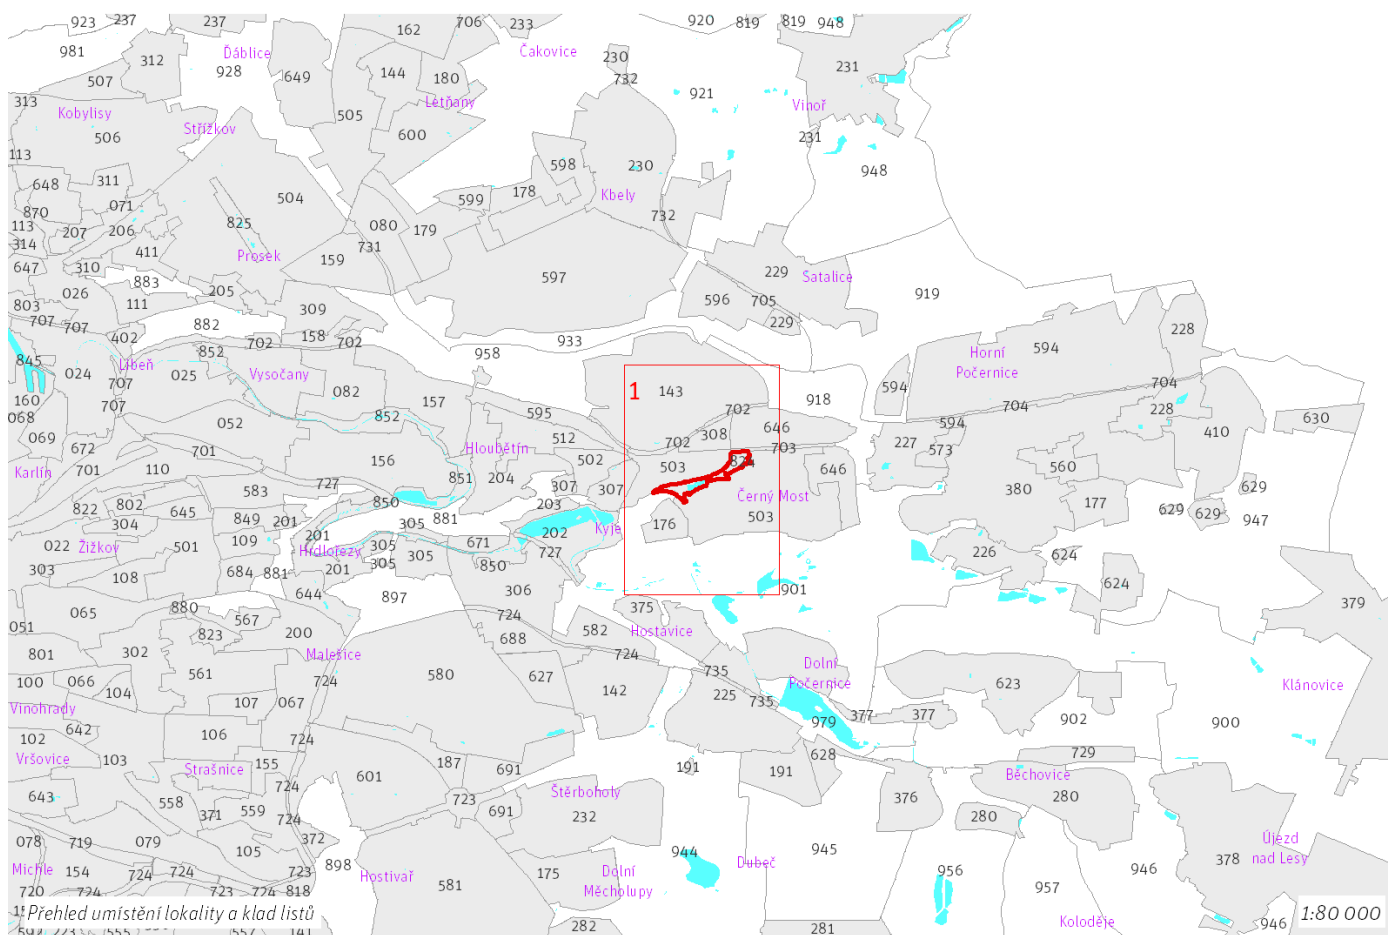 923 237 237 162 706 233 920 819 819 948
981 312 Ďáblice 928 649 144 180 Čakovice 230 732 921 231
507 313 Kobylisy 506 Střížkov 505 Letňany 600 Vinoř 231
113 648 311 071 504 598 230 948
870 113 207 206 825 080 179 599 178 Kbely 732
314 411 Prosek 159 731 597 229 Satalice
647 310 883 026 205 596 705 919
803 111 309 229
707 707 882 702 158 702 933 228
402 852 958 Horní
Počernice 594
845 024 Libeň 025 Vysočany 082 157 1 143 594 704
160 707 707 852 595 702 918 704 228 630
068 069 052 308 646 594 410
672 701 512 702 703 227 573
Karlín 701 110 156 Hloubětín 502 503 824 646 560
727 851 204 307 307 Černý Most 380 177 629
583 850 203 629 629 947
822 802 645 849 201 305 881 202 Kyje 176 503
304 109 201
022 Žižkov 501 Hrdlořezy 305 671 727 226 624
303 684 881 201 305 305 850 624
108 644 897 306 901 379
065 880 567 724 375
051 823 200 688 582 Hostavice
801 302 Malešice 724 Dolní
Počernice
100 066 561 724 580 627 735 623 Klánovice
104 107 067 142 225 735
Vinohrady 979 377 377 902 900
102 642 106 724
Vršovice 103 Strašnice 155 187 691 191 191 628 729
601 Běchovice
643 558 371 559 724 724 723 691 Štěrboholy 232 376 280 280
078 719 079 105 372 Újezd
nad Lesy
Michle 154 724 724 723 898 Hostivař 175 Dolní
Měcholupy 944 Dubeč 945 956 946 378
720 724 723 724 818 581 957
Přehled umístění lokality a klad listů 282 281 Koloděje 946 1:80 000